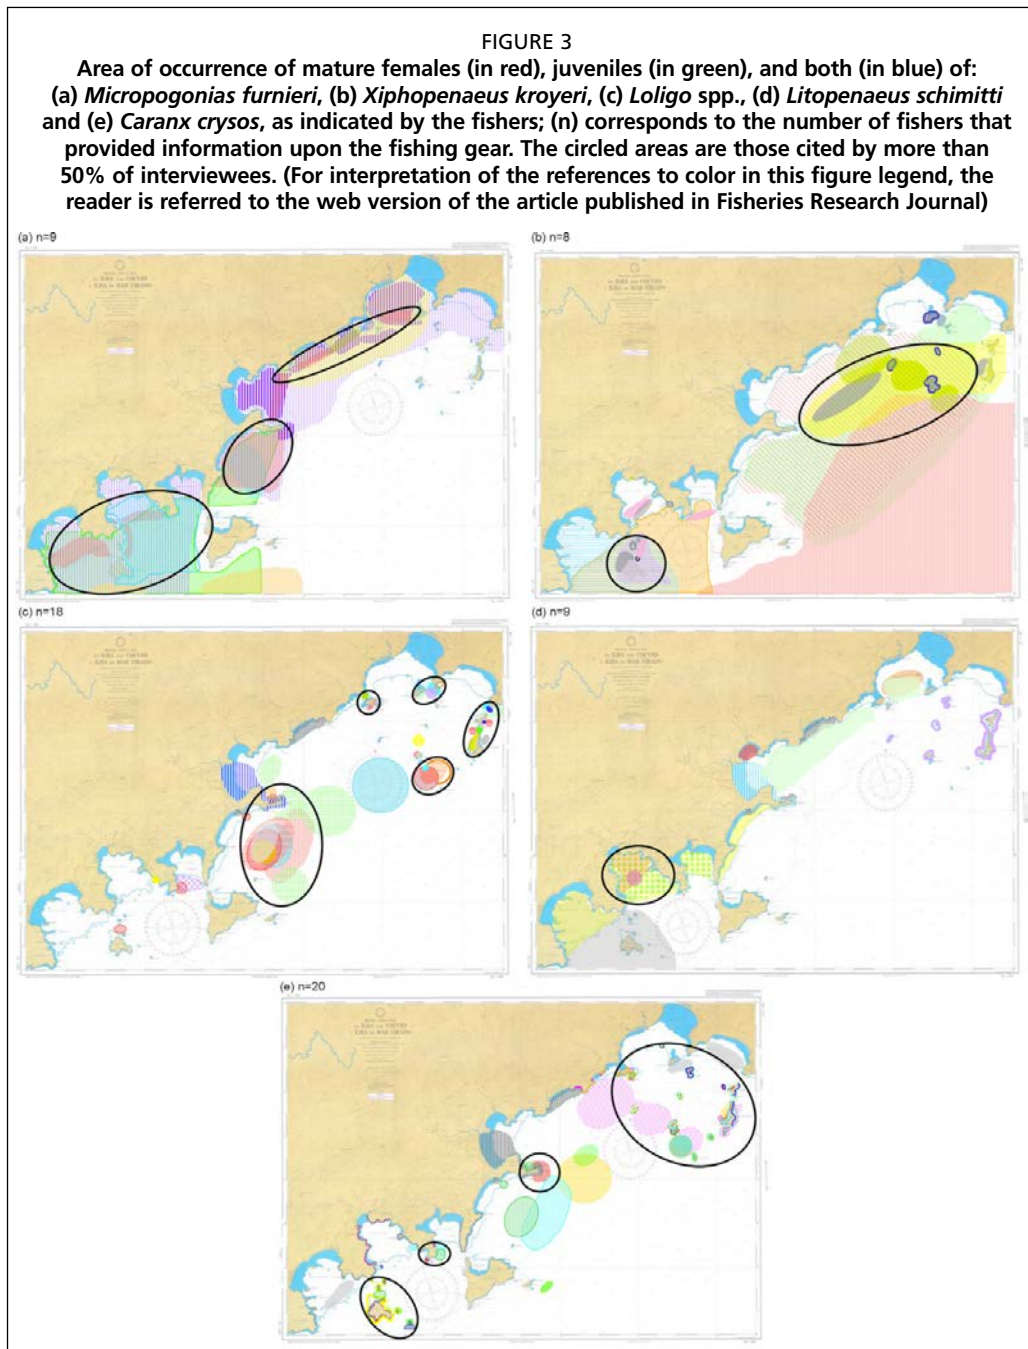 FIGURE 3
Area of occurrence of mature females (in red), juveniles (in green), and both (in blue) of:
(a) Micropogonias furnieri, (b) Xiphopenaeus kroyeri, (c) Loligo spp., (d) Litopenaeus schimitti
and (e) Caranx crysos, as indicated by the fishers; (n) corresponds to the number of fishers that
provided information upon the fishing gear. The circled areas are those cited by more than
50% of interviewees. (For interpretation of the references to color in this figure legend, the
reader is referred to the web version of the article published in Fisheries Research Journal)
(a) n=9
(b) n=8
(c) n=18
(d) n=9
(e) n=20